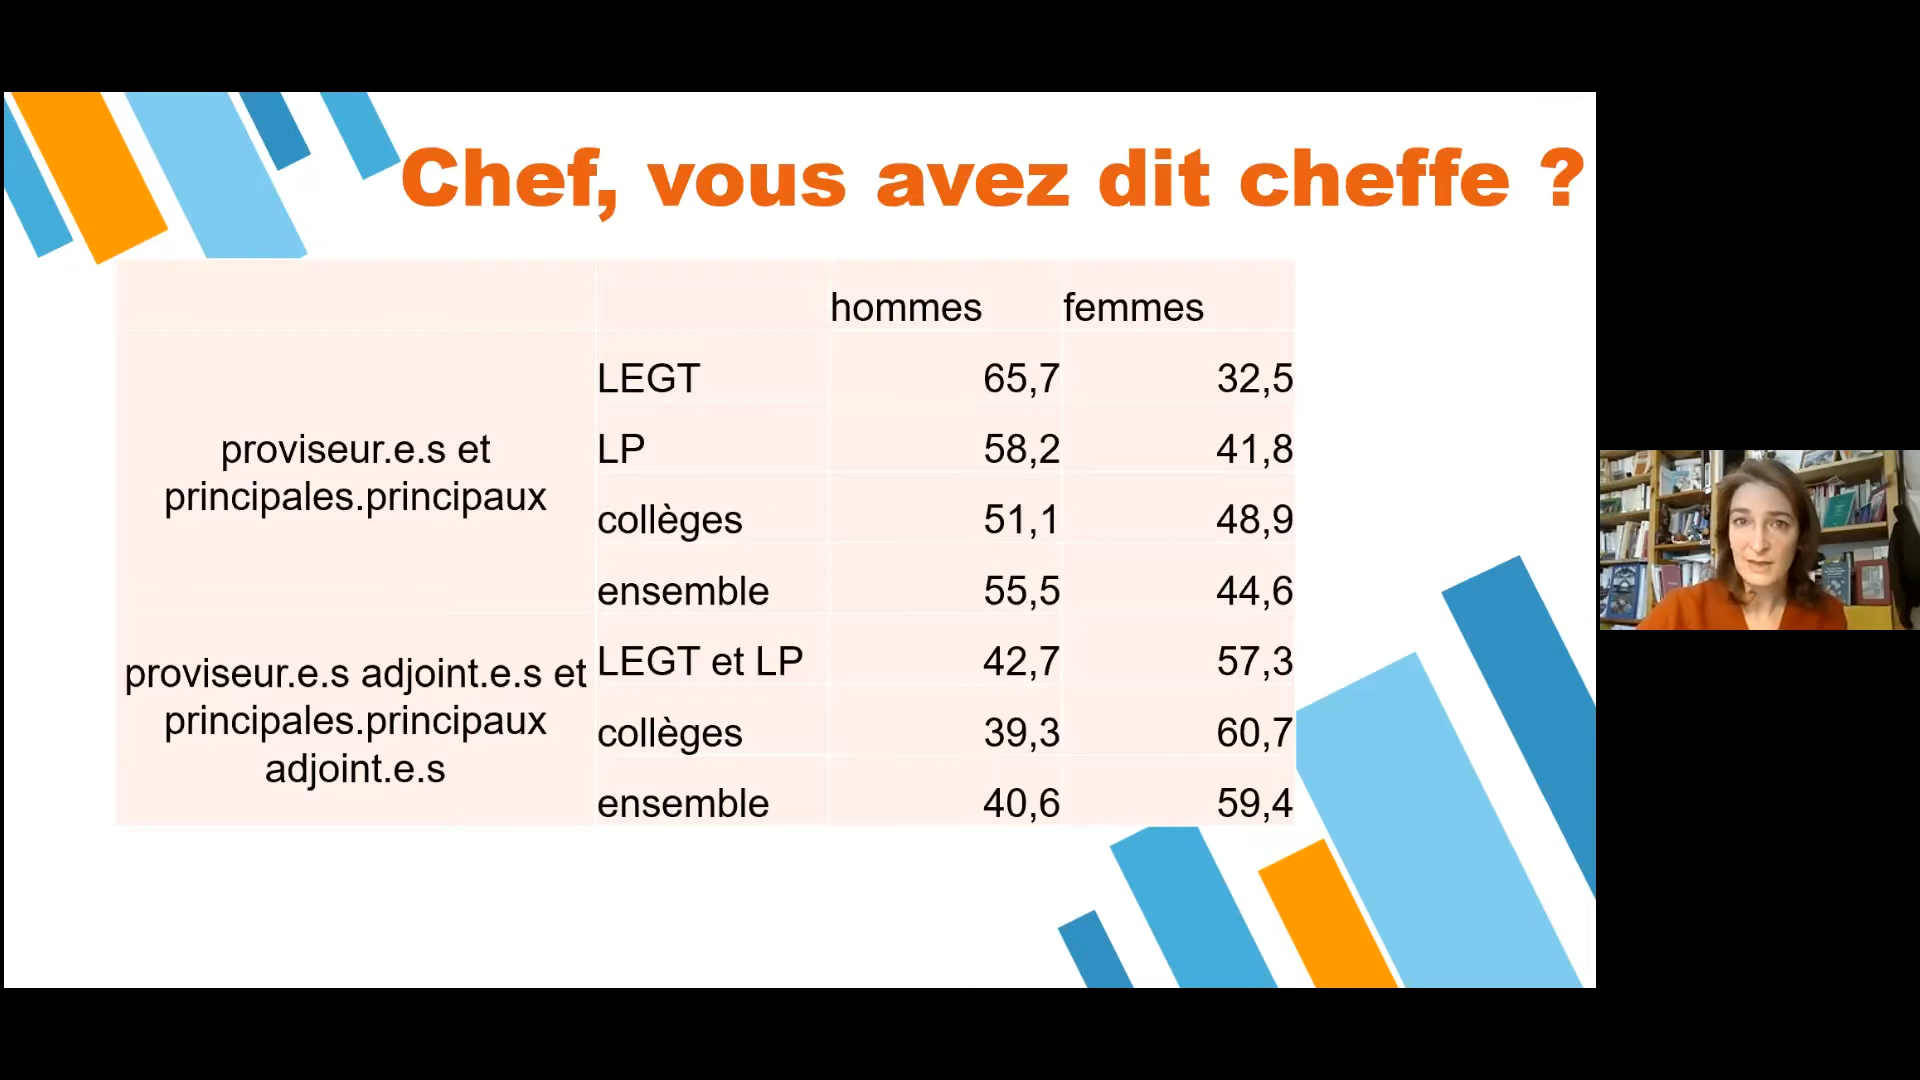 Chef, vous avez dit cheffe ?
hommes femmes
proviseur.e.s et
principales.principaux
LEGT 65,7 32,5
LP 58,2 41,8
collèges 51,1 48,9
ensemble 55,5 44,6
proviseur.e.s adjoint.e.s et
principales.principaux
adjoint.e.s
LEGT et LP 42,7 57,3
collèges 39,3 60,7
ensemble 40,6 59,4